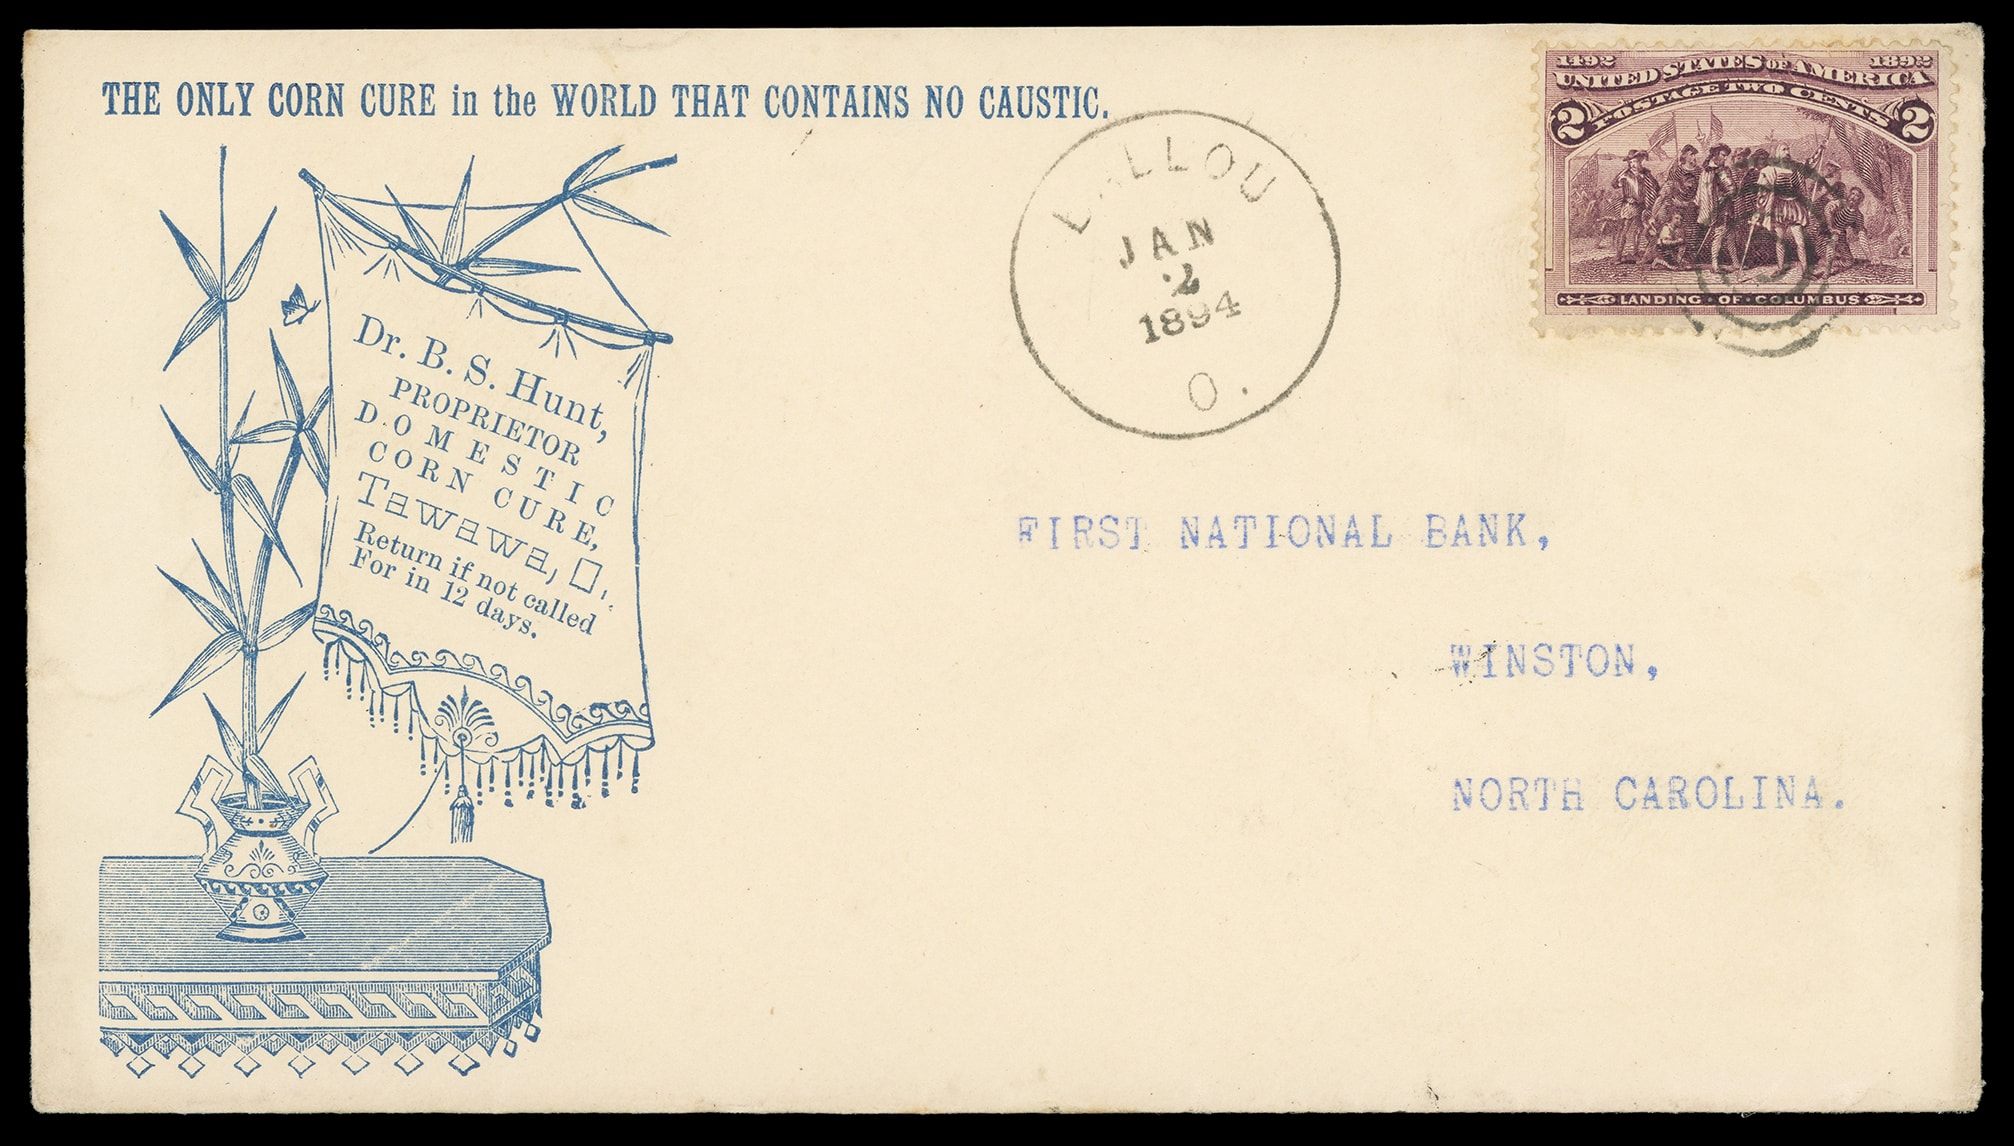 THE ONLY CORN CURE in the WORLD THAT CONTAINS NO CAUSTIC.
Dr. B. S. Hunt,
PROPRIETOR
DOMESTIC
CORN CURE,
Tawawa, O.
Return if not called
For in 12 days.
JAN
2
1894
O.
1492 1892
UNITED STATES OF AMERICA
POSTAGE TWO CENTS
2 2
LANDING·OF·COLUMBUS
FIRST NATIONAL BANK,
WINSTON,
NORTH CAROLINA.